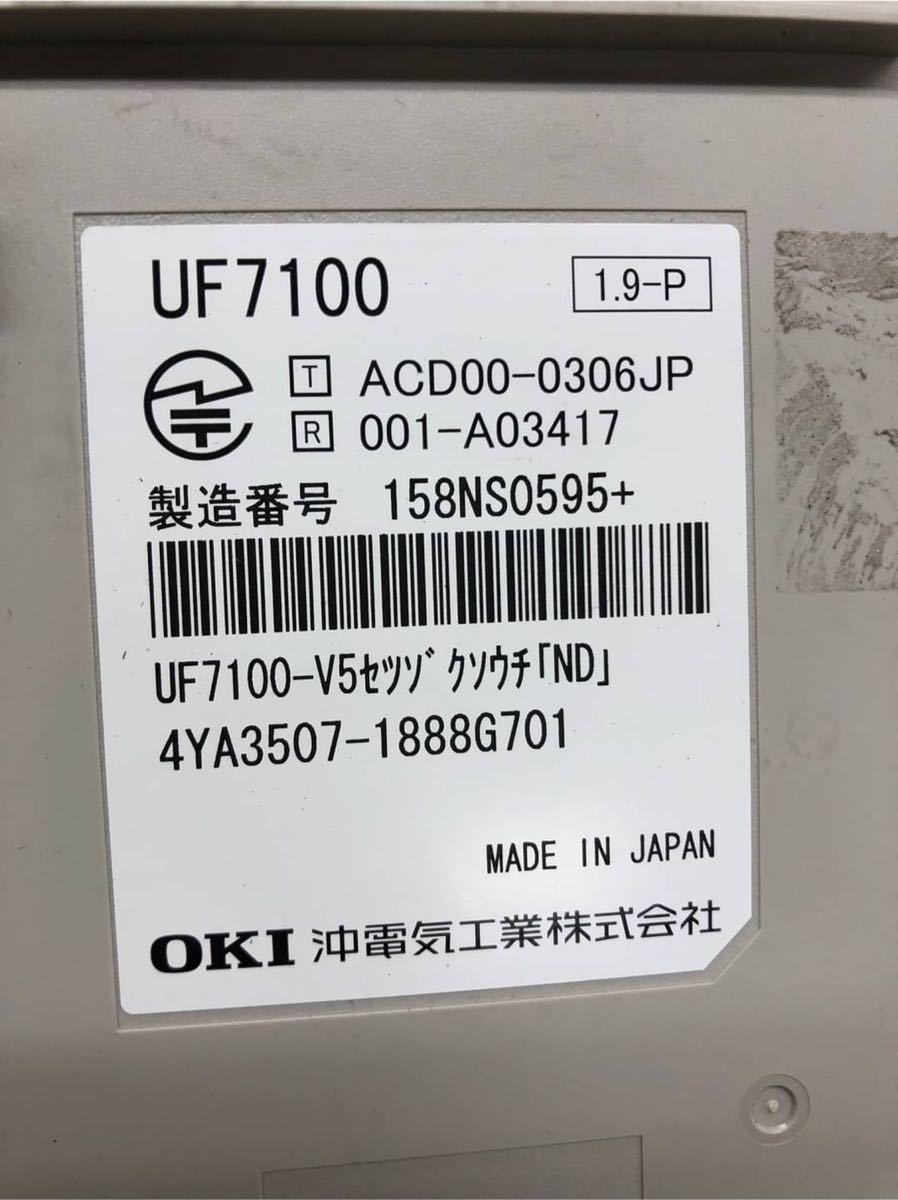 UF7100 1.9-P
T ACD00-0306JP
R 001-A03417
製造番号 158NS0595+
UF7100-V5ｾﾂｿﾞｸｿｳﾁ｢ND｣
4YA3507-1888G701
MADE IN JAPAN
OKI 沖電気工業株式会社